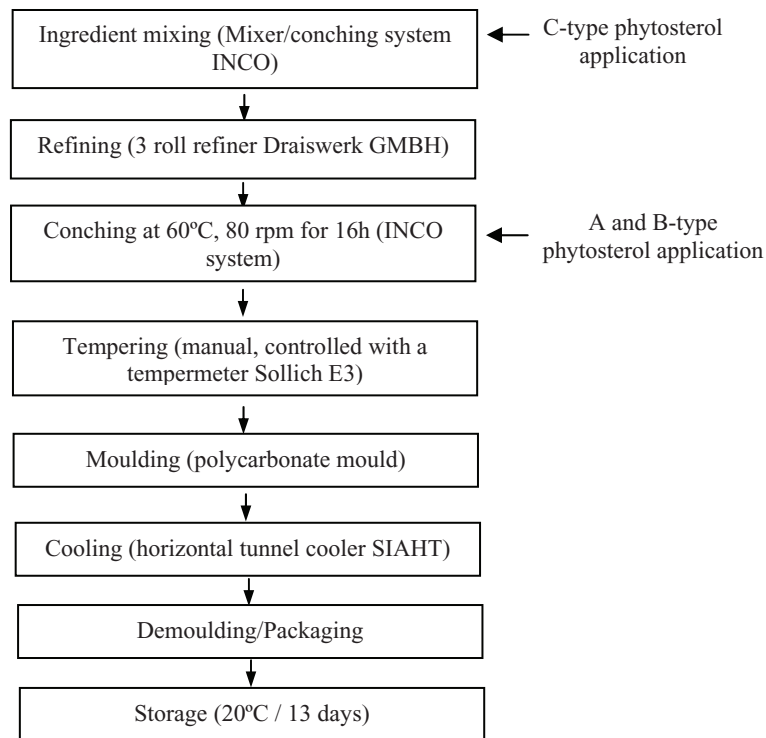 Ingredient mixing (Mixer/conching system
INCO)
C-type phytosterol
application
Refining (3 roll refiner Draiswerk GMBH)
Conching at 60ºC, 80 rpm for 16h (INCO
system)
A and B-type
phytosterol application
Tempering (manual, controlled with a
tempermeter Sollich E3)
Moulding (polycarbonate mould)
Cooling (horizontal tunnel cooler SIAHT)
Demoulding/Packaging
Storage (20ºC / 13 days)